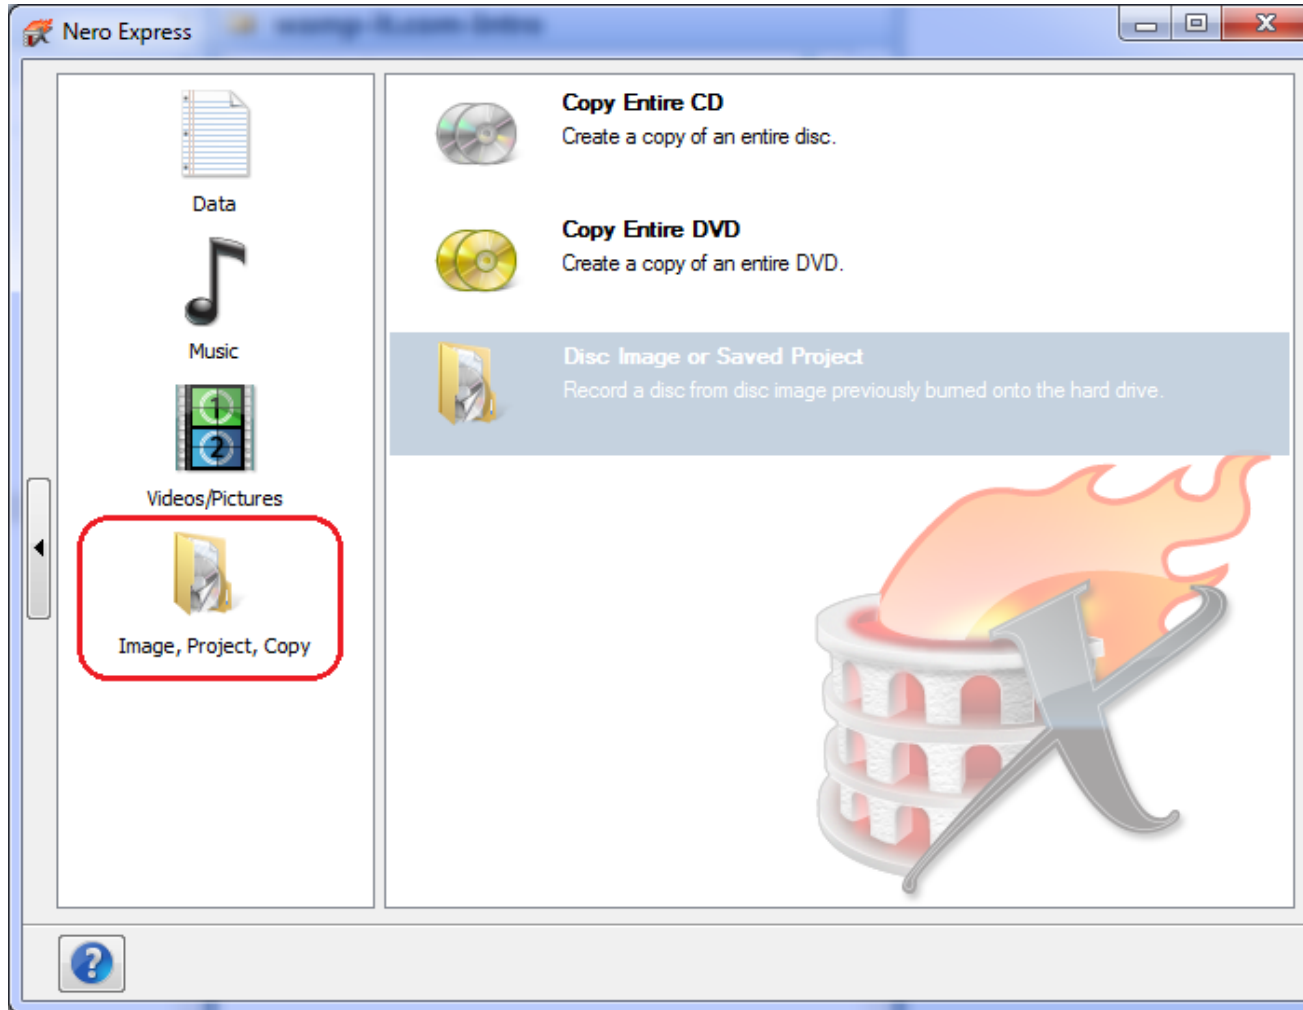 Nero Express
Data
Music
Videos/Pictures
Image, Project, Copy
Copy Entire CD
Create a copy of an entire disc.
Copy Entire DVD
Create a copy of an entire DVD.
Disc Image or Saved Project
Record a disc from disc image previously burned onto the hard drive.